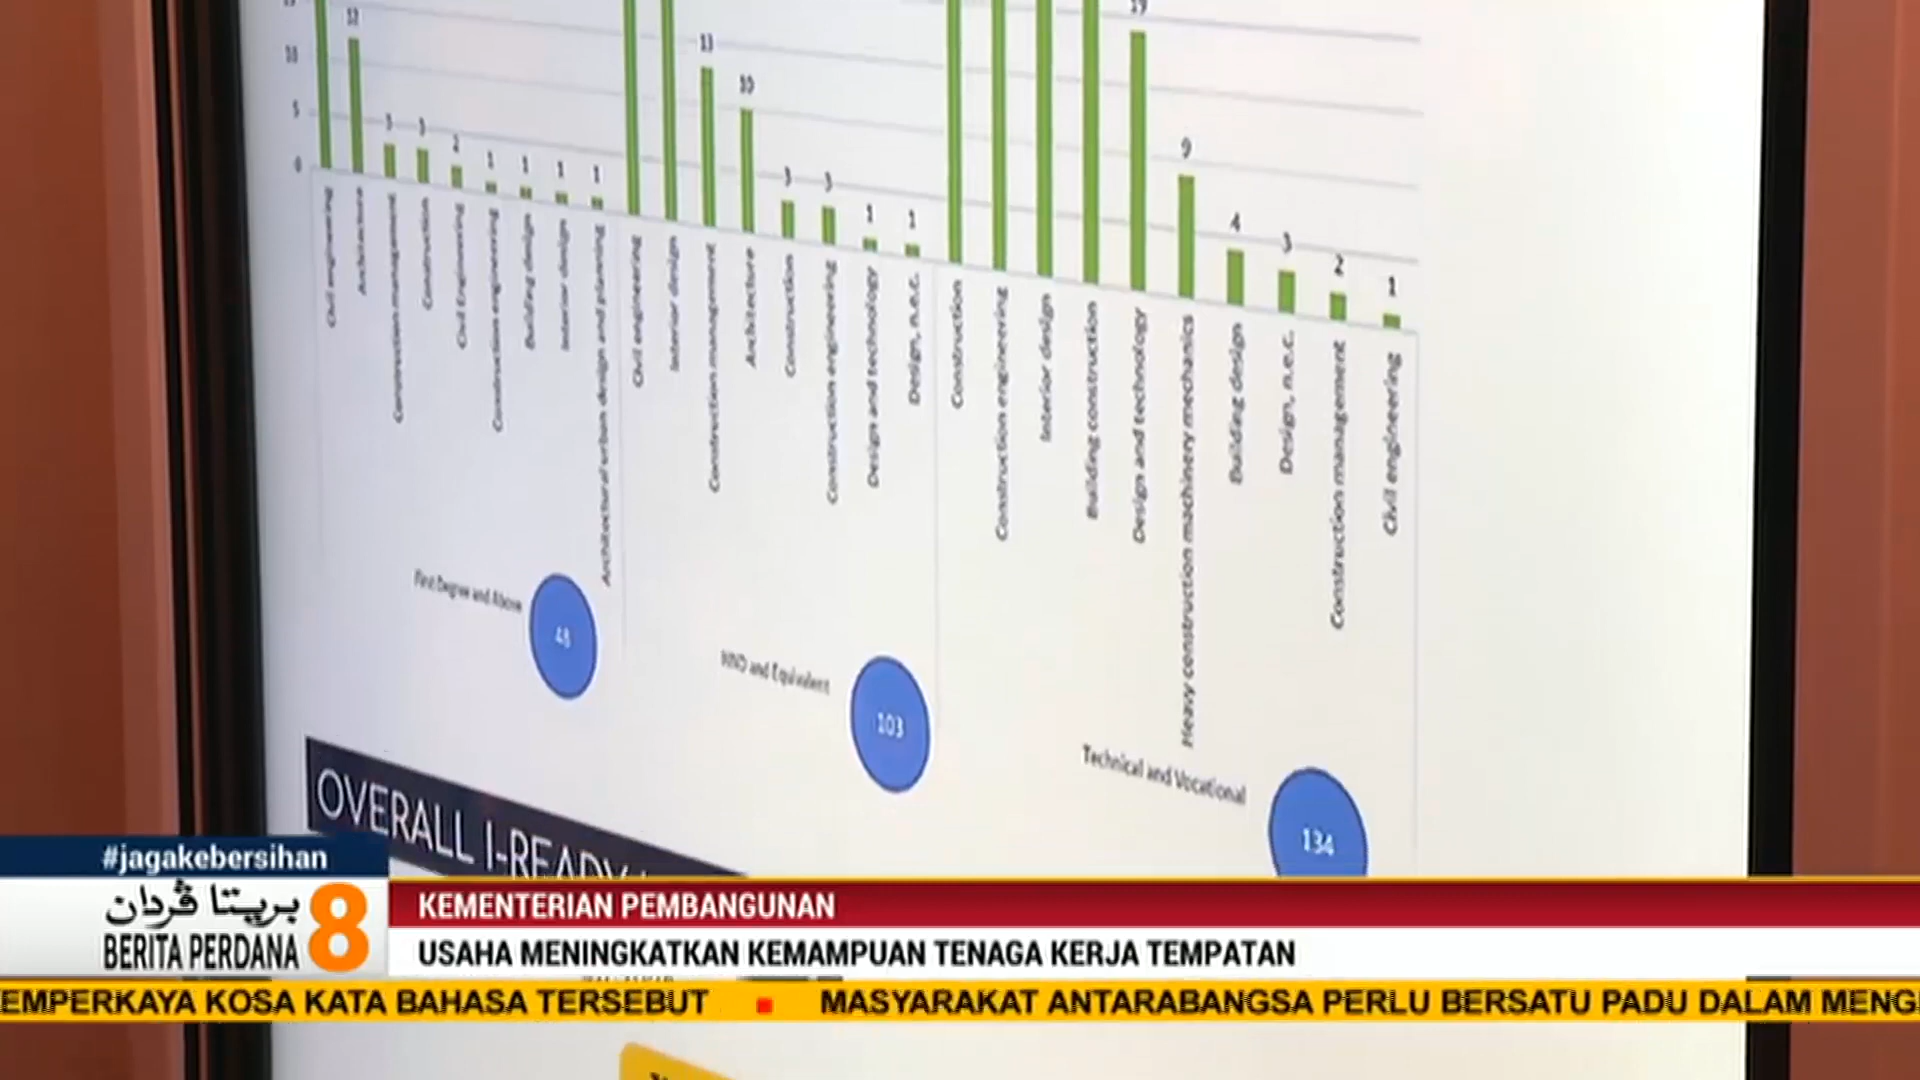 19
12
13
10
10
5
0
3
3
2
1
1
1
1
3
3
1
1
9
4
3
2
1
Civil engineering
Architecture
Construction management
Construction
Civil Engineering
Construction engineering
Building design
Interior design
Architectural urban design and planning
Civil engineering
Interior design
Construction management
Architecture
Construction
Construction engineering
Design and technology
Design, n.e.c.
Construction
Construction engineering
Interior design
Building construction
Design and technology
Heavy construction machinery mechanics
Building design
Design, n.e.c.
Construction management
Civil engineering
First Degree and Above
48
HND and Equivalent
103
Technical and Vocational
134
OVERALL I-READY
#jagakebersihan
بريتا ڤردان
BERITA PERDANA 8
KEMENTERIAN PEMBANGUNAN
USAHA MENINGKATKAN KEMAMPUAN TENAGA KERJA TEMPATAN
EMPERKAYA KOSA KATA BAHASA TERSEBUT ▪ MASYARAKAT ANTARABANGSA PERLU BERSATU PADU DALAM MENG